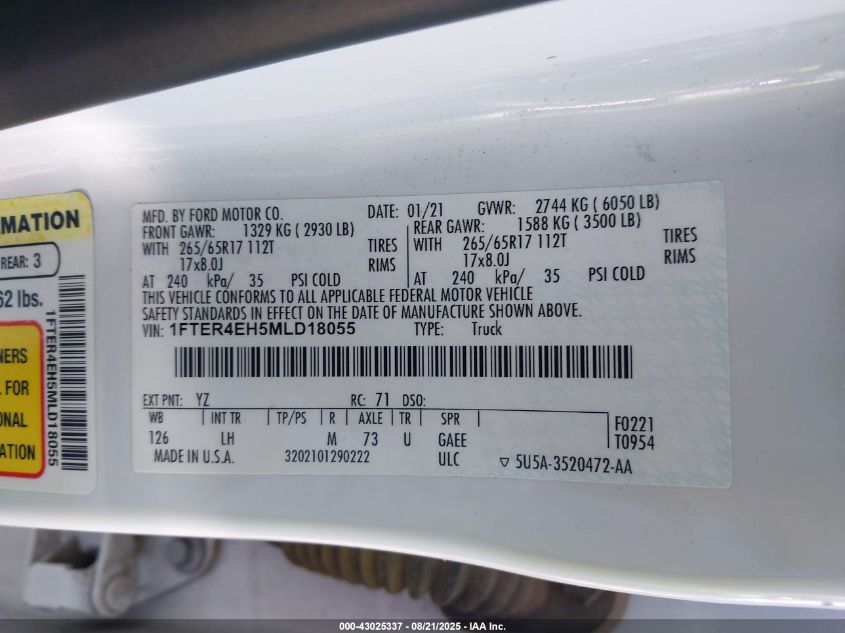 MATION
REAR: 3
62 lbs.
NERS
FOR
ONAL
ATION
1FTER4EH5MLD18055
MFD. BY FORD MOTOR CO. DATE: 01/21 GVWR: 2744 KG ( 6050 LB)
FRONT GAWR: 1329 KG ( 2930 LB) REAR GAWR: 1588 KG ( 3500 LB)
WITH 265/65R17 112T TIRES WITH 265/65R17 112T TIRES
17x8.0J RIMS 17x8.0J RIMS
AT 240 kPa/ 35 PSI COLD AT 240 kPa/ 35 PSI COLD
THIS VEHICLE CONFORMS TO ALL APPLICABLE FEDERAL MOTOR VEHICLE
SAFETY STANDARDS IN EFFECT ON THE DATE OF MANUFACTURE SHOWN ABOVE.
VIN: 1FTER4EH5MLD18055 TYPE: Truck
EXT PNT: YZ RC: 71 DSO:
WB INT TR TP/PS R AXLE TR SPR F0221
126 LH M 73 U GAEE T0954
MADE IN U.S.A. 3202101290222 ULC ▽ 5U5A-3520472-AA
000-43025337 - 08/21/2025 - IAA Inc.